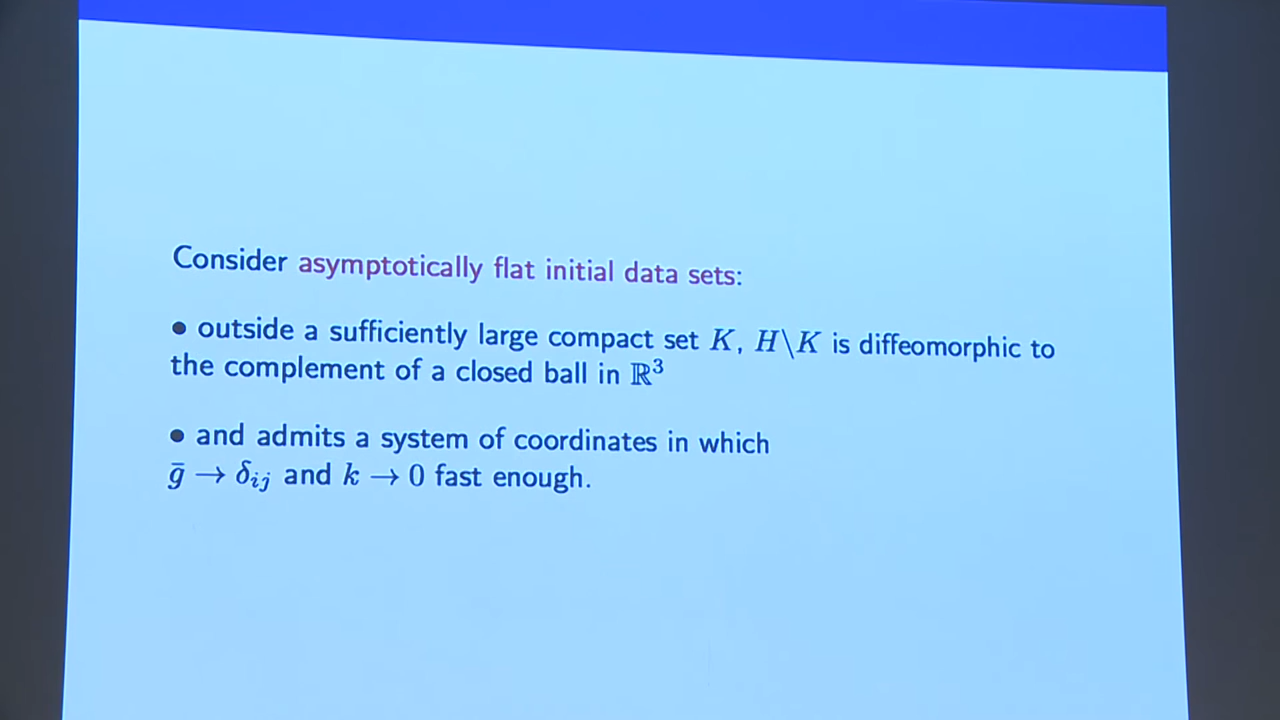 Consider asymptotically flat initial data sets:
• outside a sufficiently large compact set K, H\K is diffeomorphic to
the complement of a closed ball in ℝ³
• and admits a system of coordinates in which
ḡ → δᵢⱼ and k → 0 fast enough.